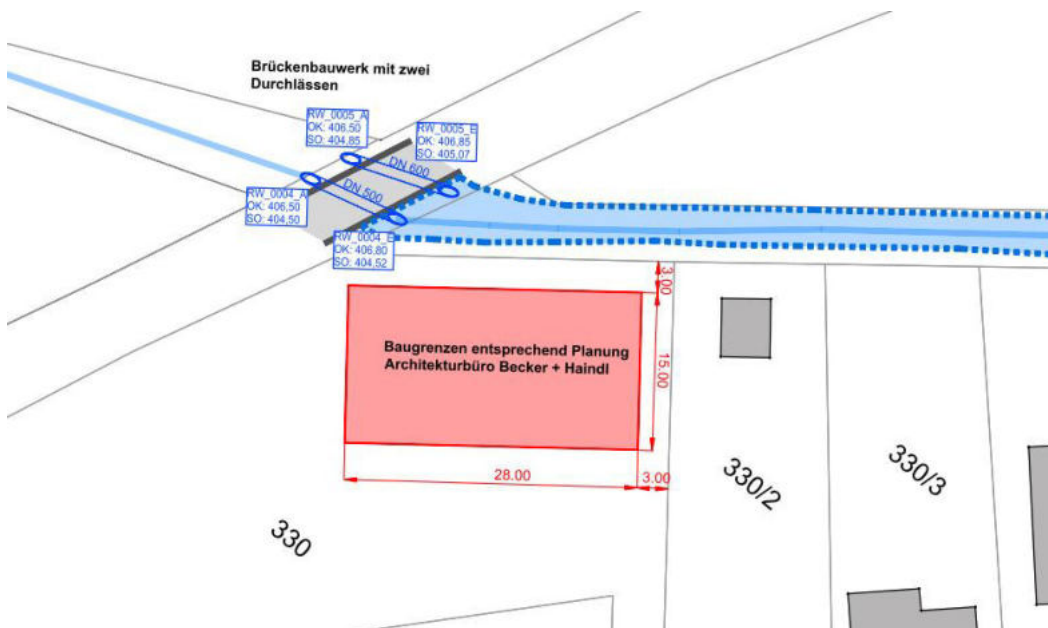 Brückenbauwerk mit zwei
Durchlässen
RW_0005_A
OK: 406,50
SO: 404,85
RW_0005_E
OK: 406,85
SO: 405,07
DN 600
DN 500
RW_0004_A
OK: 406,50
SO: 404,50
RW_0004_E
OK: 406,80
SO: 404,52
3.00
Baugrenzen entsprechend Planung
Architekturbüro Becker + Haindl
15.00
28.00
3.00
330/2
330/3
330